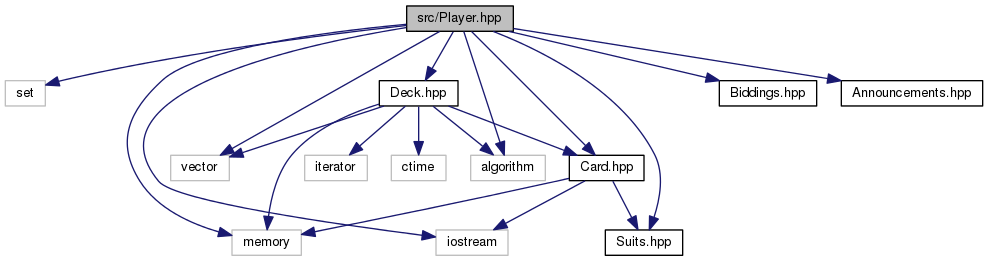 src/Player.hpp
set
Deck.hpp
Biddings.hpp
Announcements.hpp
vector
iterator
ctime
algorithm
Card.hpp
memory
iostream
Suits.hpp